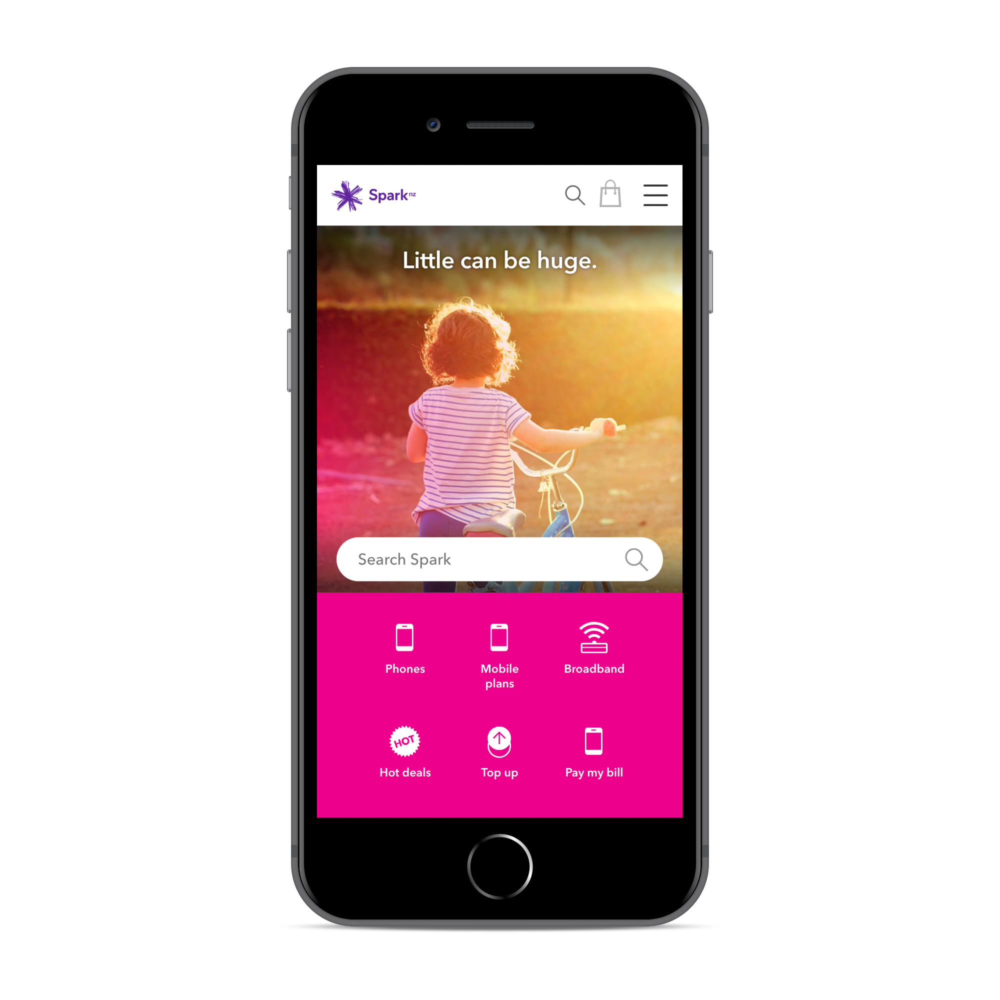 Spark nz
Little can be huge.
Search Spark
Phones
Mobile
plans
Broadband
HOT
Hot deals
Top up
Pay my bill